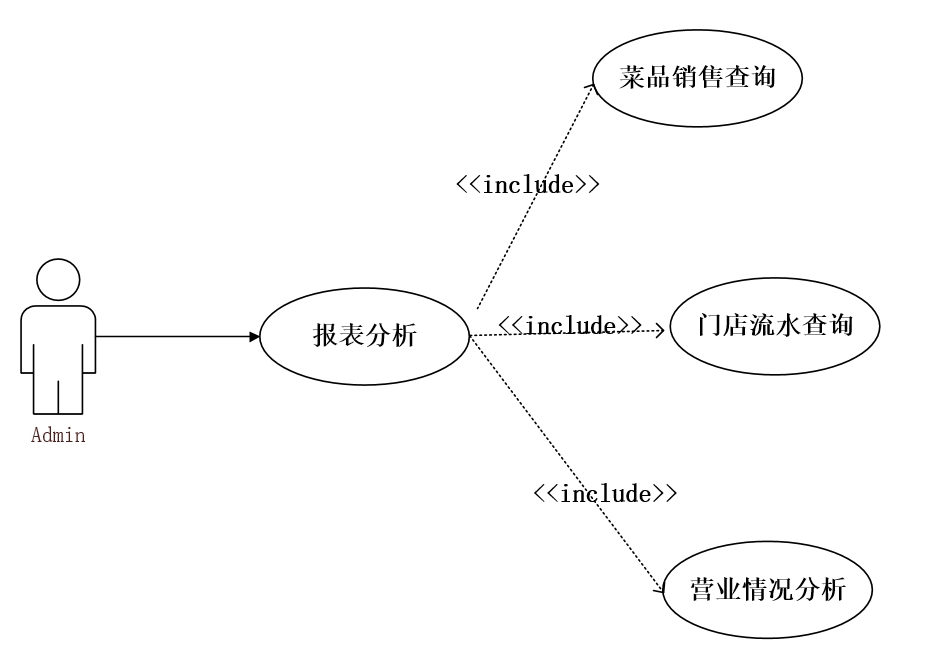 菜品销售查询
<<include>>
报表分析
<<include>>
门店流水查询
Admin
<<include>>
营业情况分析